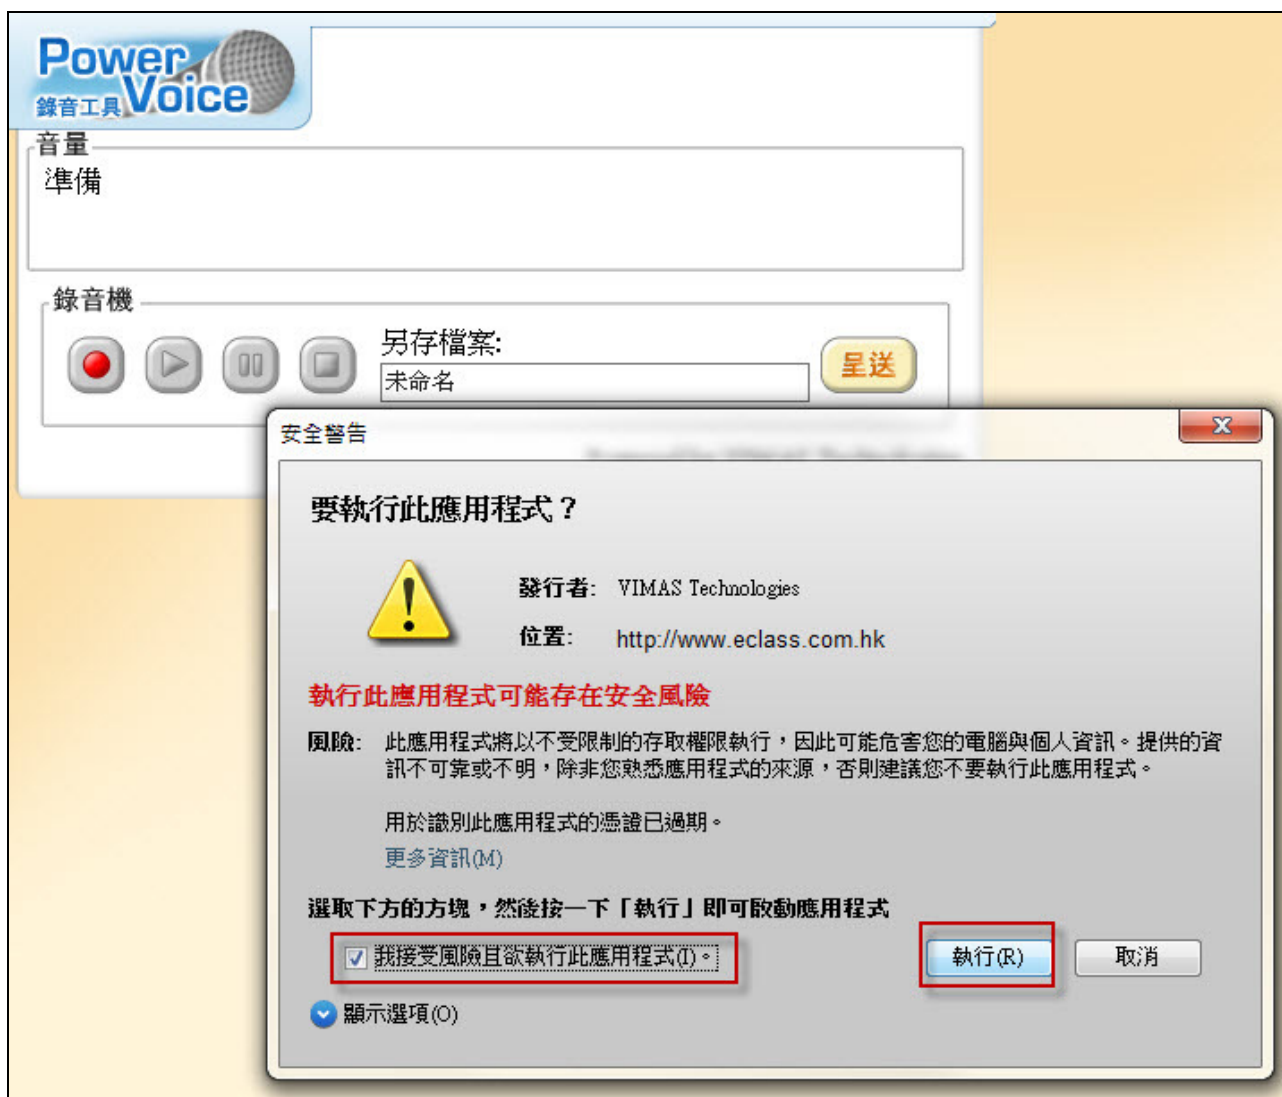 Power
錄音工具 Voice
音量
準備
錄音機
另存檔案:
未命名
呈送
安全警告
要執行此應用程式？
發行者: VIMAS Technologies
位置: http://www.eclass.com.hk
執行此應用程式可能存在安全風險
風險: 此應用程式將以不受限制的存取權限執行，因此可能危害您的電腦與個人資訊。提供的資
訊不可靠或不明，除非您熟悉應用程式的來源，否則建議您不要執行此應用程式。
用於識別此應用程式的憑證已過期。
更多資訊(M)
選取下方的方塊，然後按一下「執行」即可啟動應用程式
我接受風險且欲執行此應用程式(I)。
執行(R)
取消
顯示選項(O)